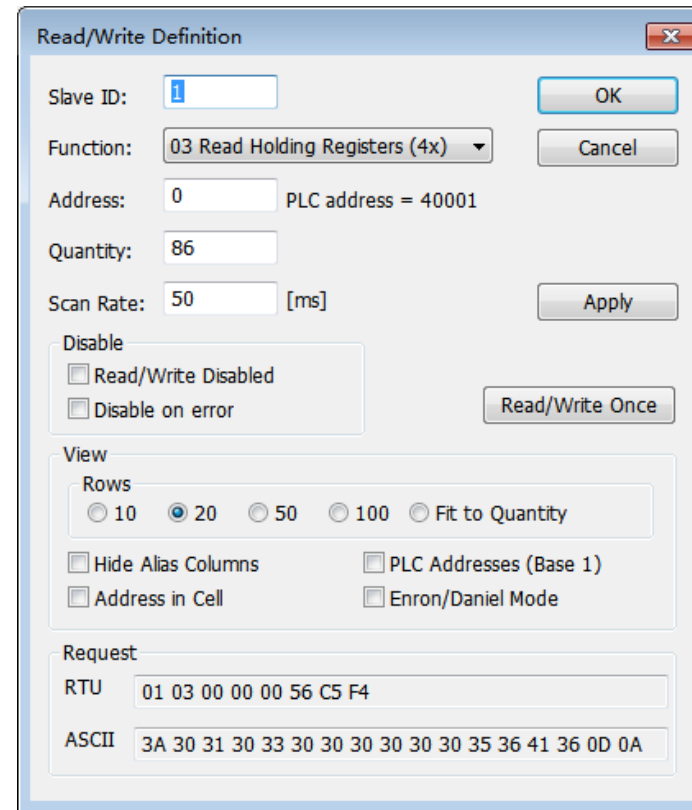 Read/Write Definition
Slave ID: 1 OK
Function: 03 Read Holding Registers (4x) Cancel
Address: 0 PLC address = 40001
Quantity: 86
Scan Rate: 50 [ms] Apply
Disable
Read/Write Disabled
Disable on error
Read/Write Once
View
Rows
10 20 50 100 Fit to Quantity
Hide Alias Columns PLC Addresses (Base 1)
Address in Cell Enron/Daniel Mode
Request
RTU 01 03 00 00 00 56 C5 F4
ASCII 3A 30 31 30 33 30 30 30 30 30 30 35 36 41 36 0D 0A